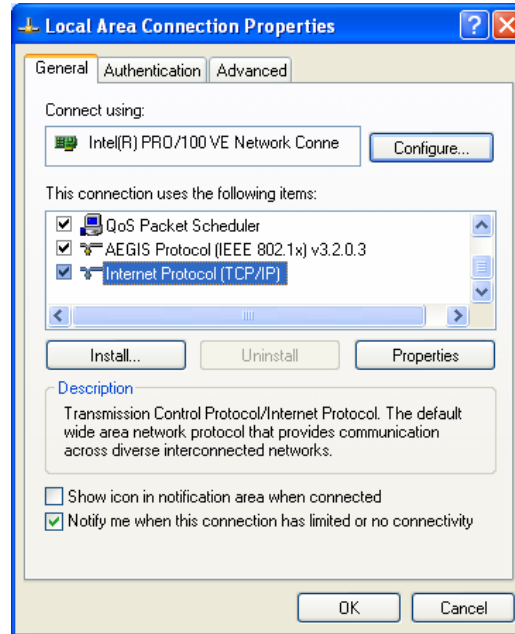 Local Area Connection Properties
General Authentication Advanced
Connect using:
Intel(R) PRO/100 VE Network Conne
Configure...
This connection uses the following items:
QoS Packet Scheduler
AEGIS Protocol (IEEE 802.1x) v3.2.0.3
Internet Protocol (TCP/IP)
Install... Uninstall Properties
Description
Transmission Control Protocol/Internet Protocol. The default
wide area network protocol that provides communication
across diverse interconnected networks.
Show icon in notification area when connected
Notify me when this connection has limited or no connectivity
OK Cancel